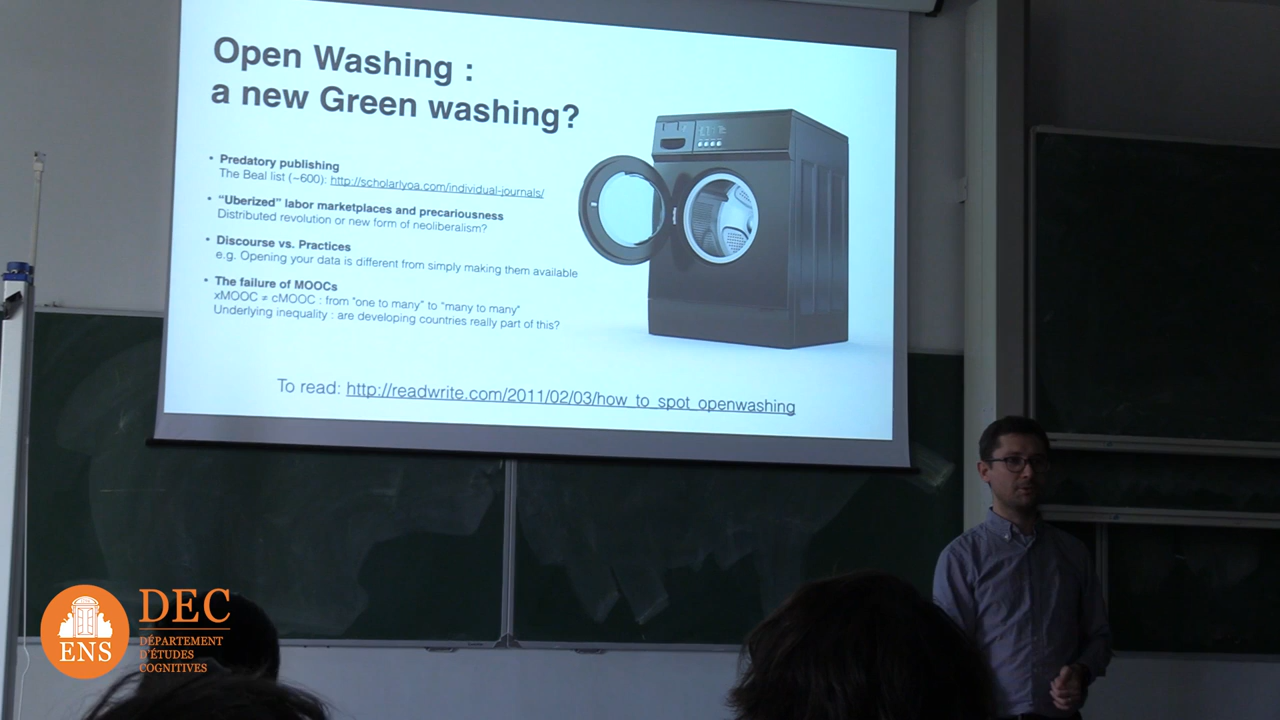 Open Washing :
a new Green washing?
• Predatory publishing
The Beal list (~600): http://scholarlyoa.com/individual-journals/
• “Uberized” labor marketplaces and precariousness
Distributed revolution or new form of neoliberalism?
• Discourse vs. Practices
e.g. Opening your data is different from simply making them available
• The failure of MOOCs
xMOOC ≠ cMOOC : from “one to many” to “many to many”
Underlying inequality : are developing countries really part of this?
To read: http://readwrite.com/2011/02/03/how_to_spot_openwashing
ENS
DEC
DÉPARTEMENT
D'ÉTUDES
COGNITIVES